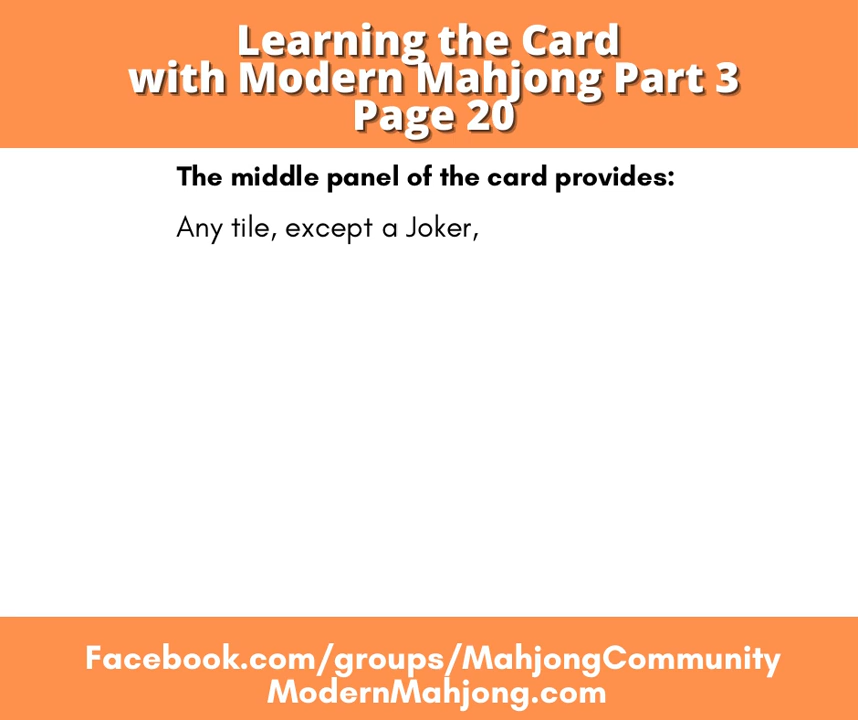 Learning the Card
with Modern Mahjong Part 3
Page 20
The middle panel of the card provides:
Any tile, except a Joker,
Facebook.com/groups/MahjongCommunity
ModernMahjong.com